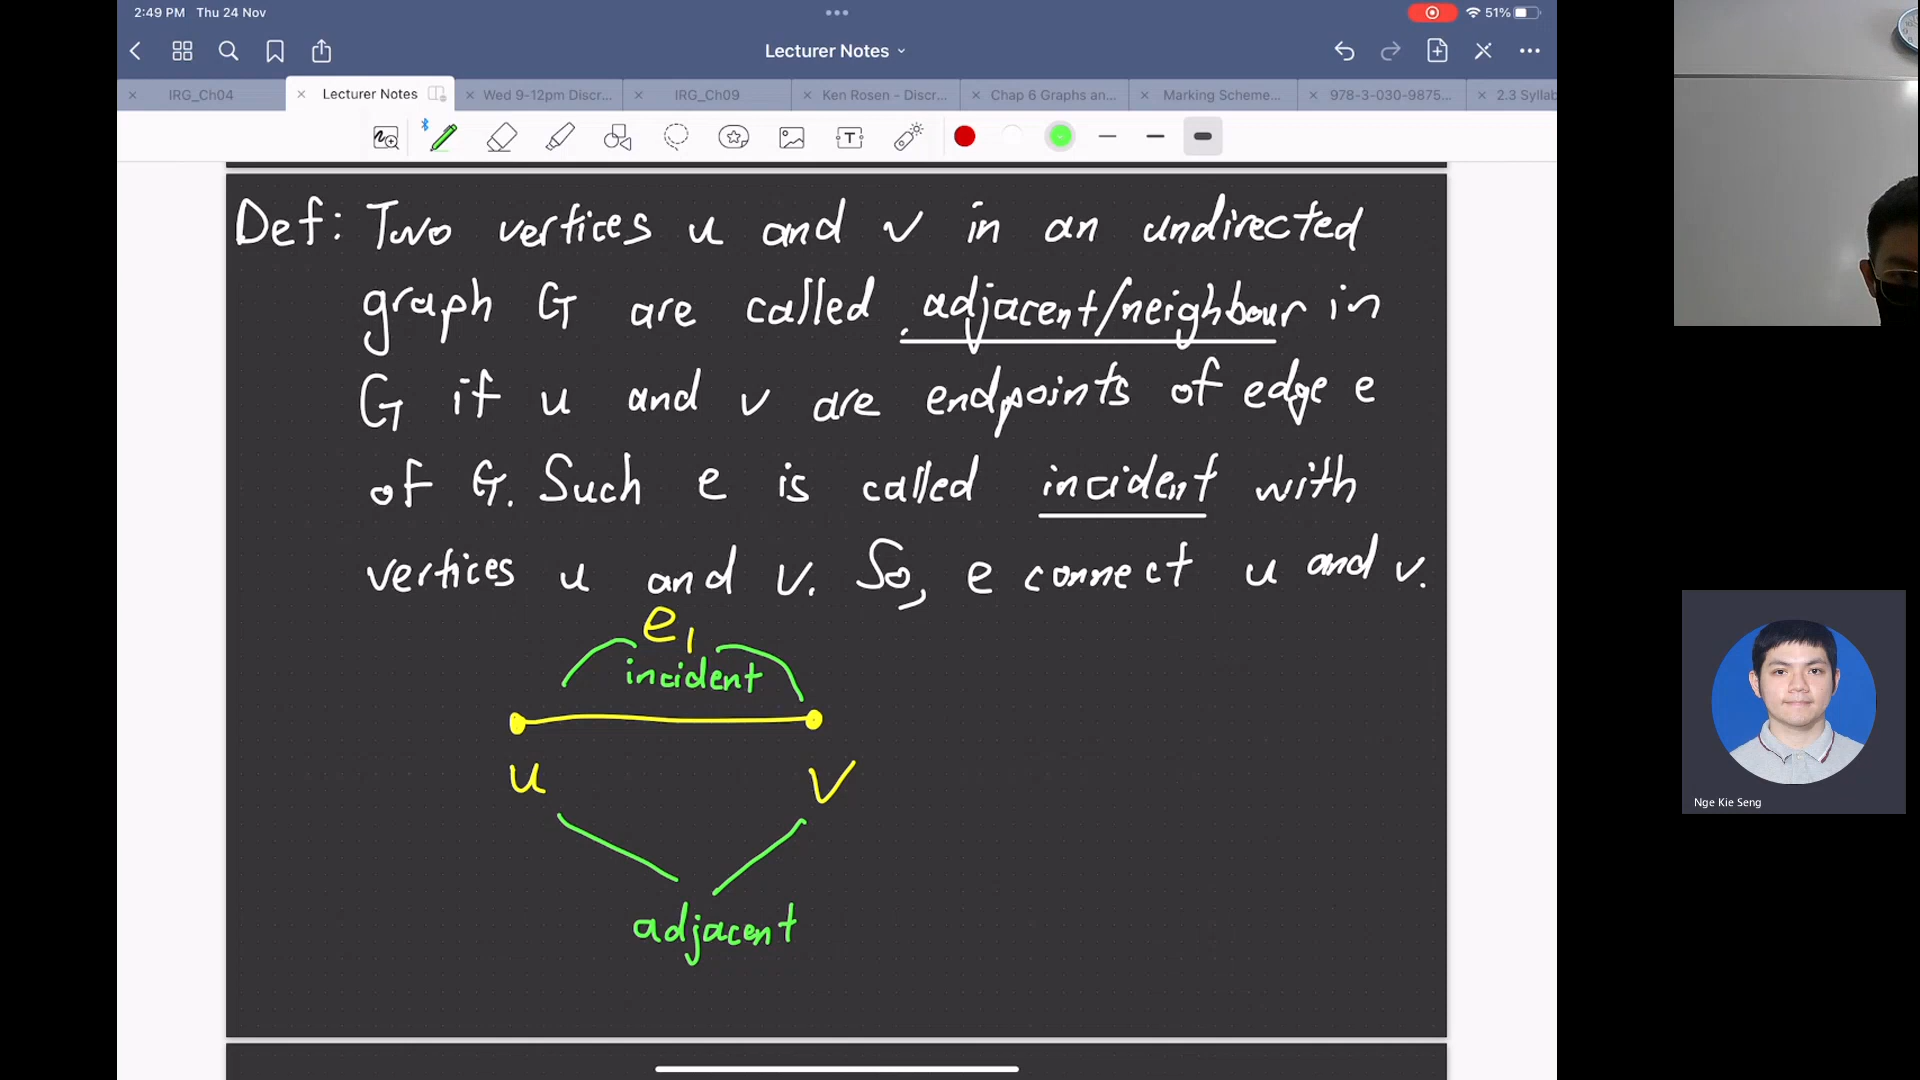 2:49 PM Thu 24 Nov
51%
Lecturer Notes
IRG_Ch04
Lecturer Notes
Wed 9-12pm Discr...
IRG_Ch09
Ken Rosen - Discr...
Chap 6 Graphs an...
Marking Scheme...
978-3-030-9875...
2.3 Syllab
Def: Two vertices u and v in an undirected
graph G are called adjacent/neighbour in
G if u and v are endpoints of edge e
of G. Such e is called incident with
vertices u and v. So, e connect u and v.
e1
incident
u v
adjacent
Nge Kie Seng